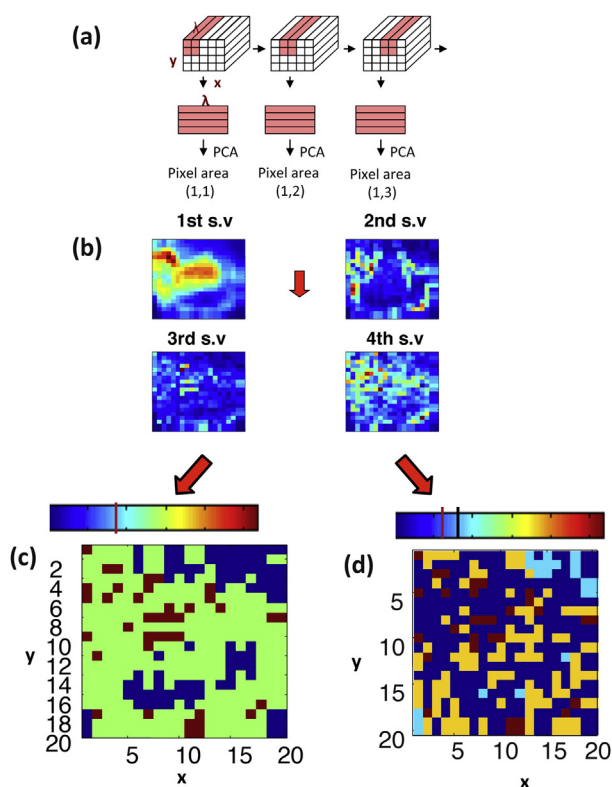 (a)
λ
y
x
λ
PCA PCA PCA
Pixel area Pixel area Pixel area
(1,1) (1,2) (1,3)
1st s.v 2nd s.v
(b)
3rd s.v 4th s.v
(c)
2
4
6
8
10
12
14
16
18
20
y
5 10 15 20
x
(d)
5
10
15
20
y
5 10 15 20
x